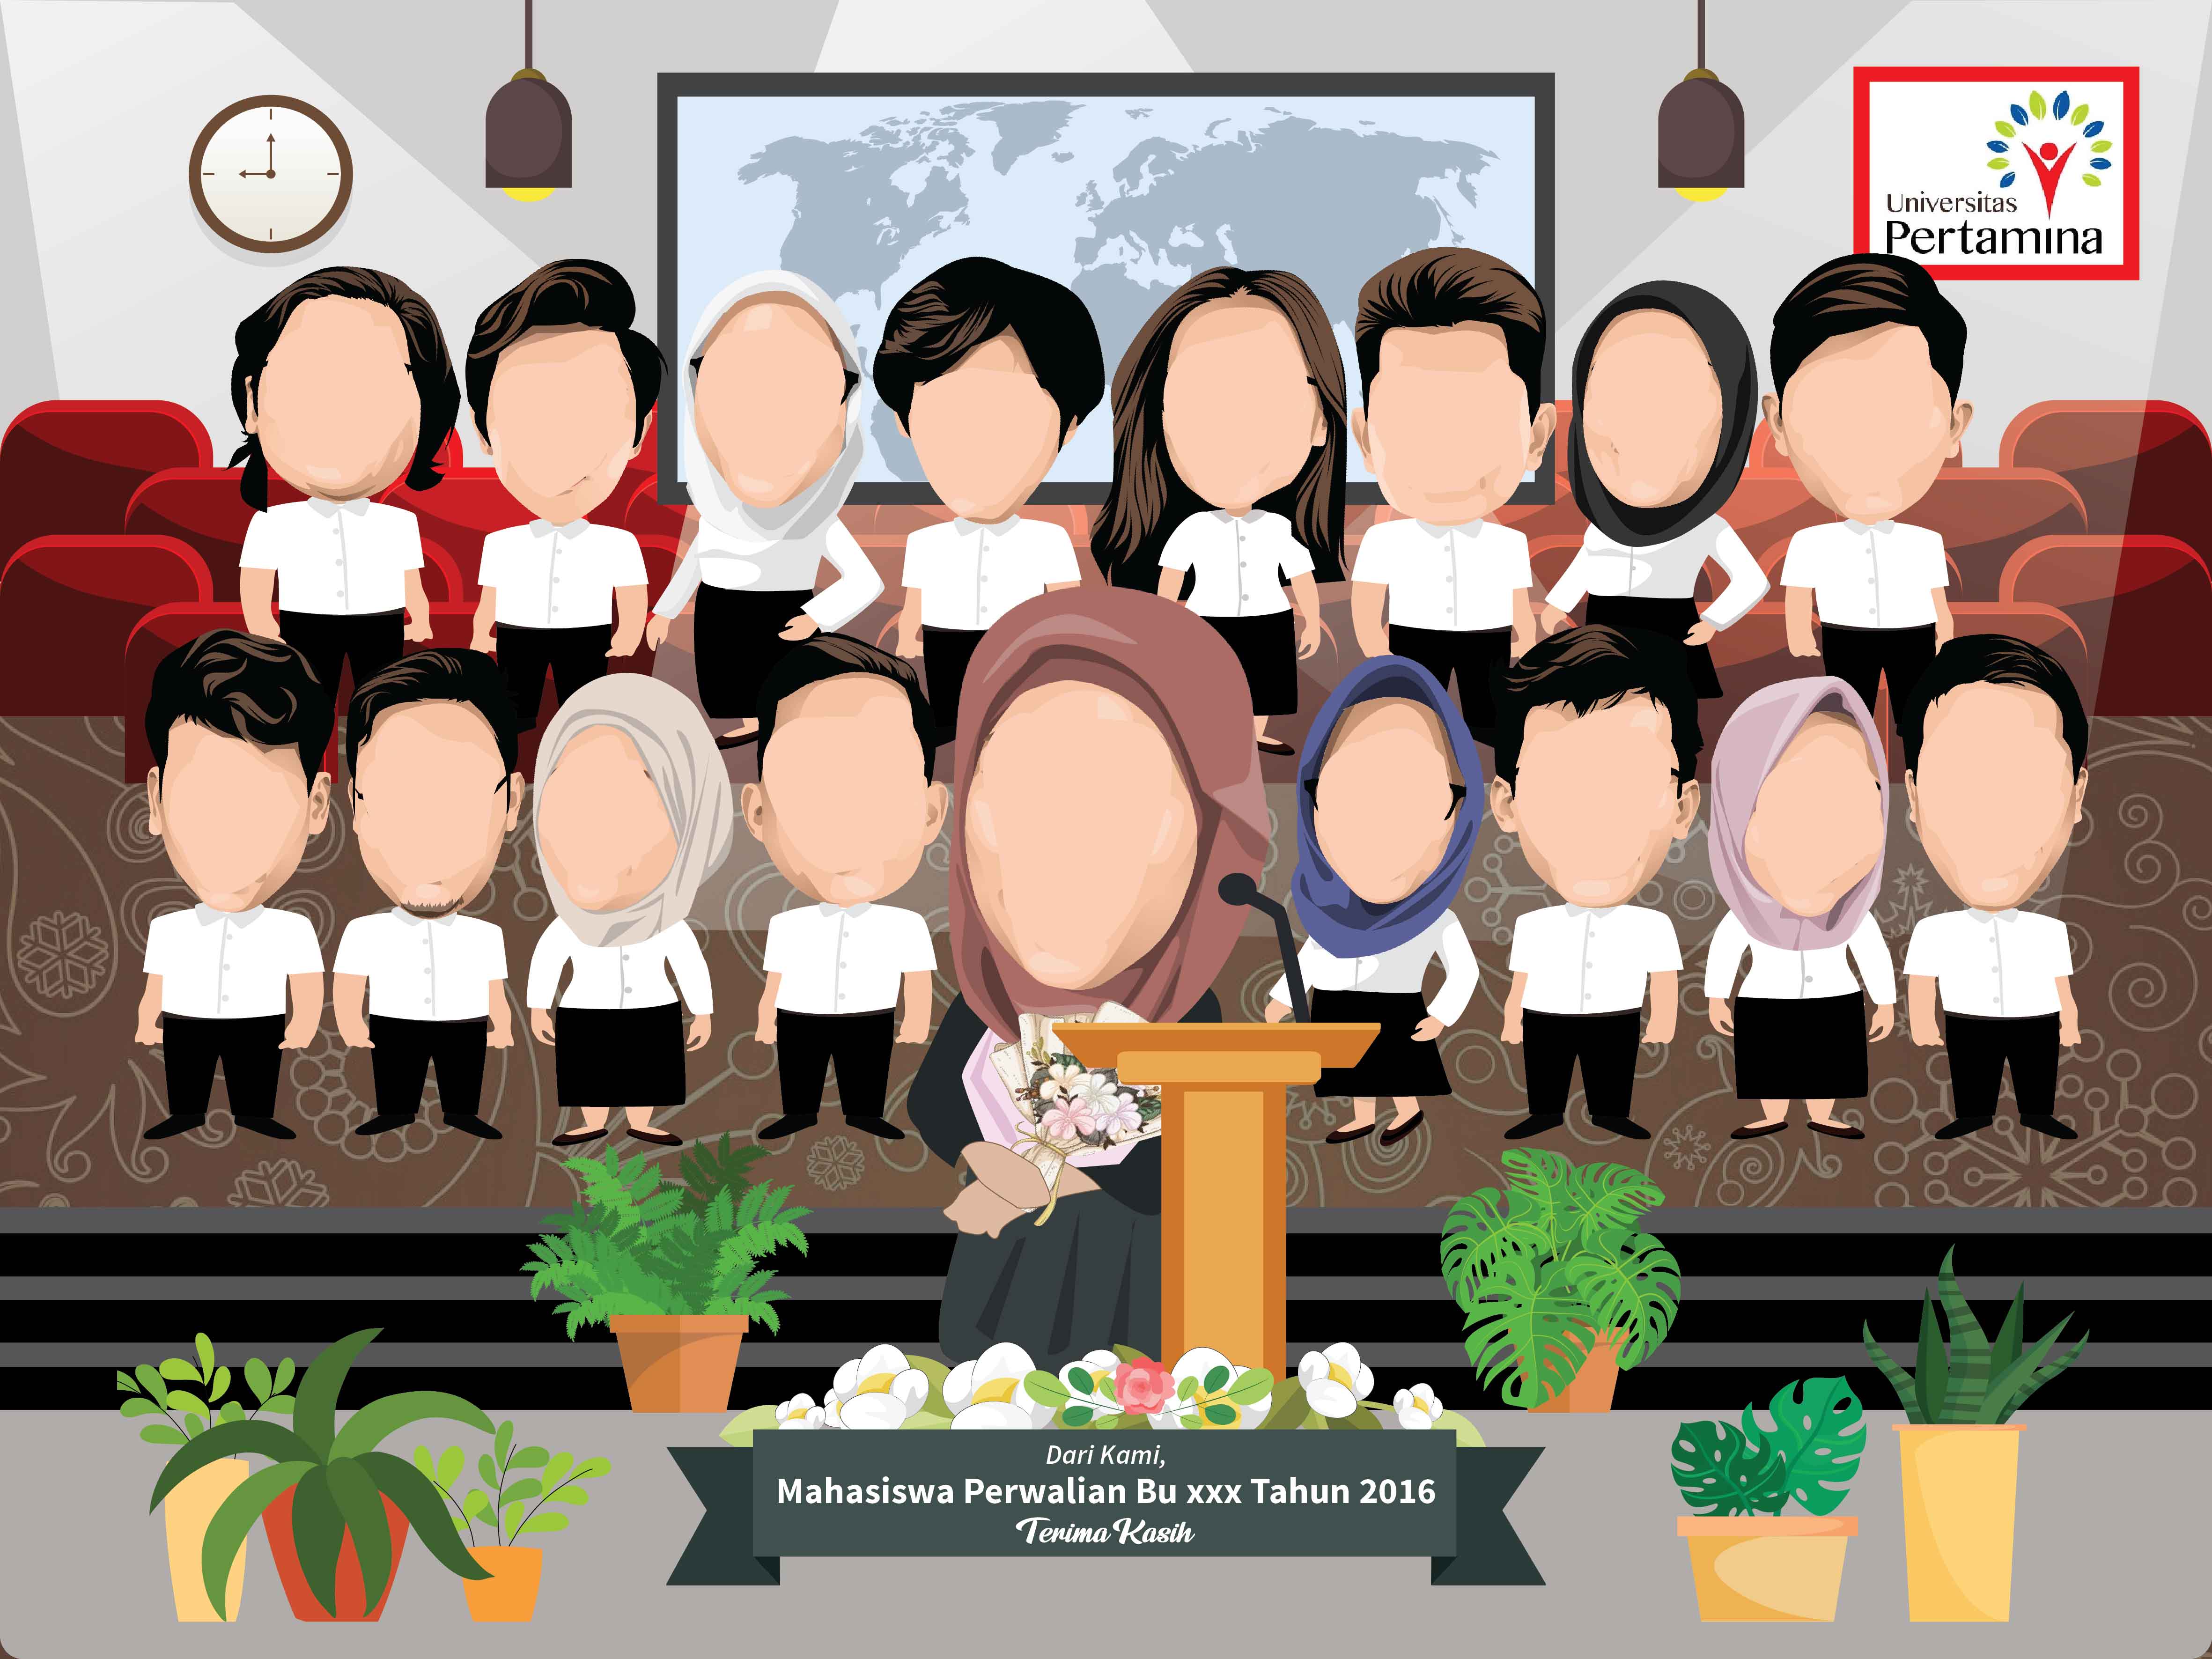 Universitas
Pertamina
Dari Kami,
Mahasiswa Perwalian Bu xxx Tahun 2016
Terima Kasih